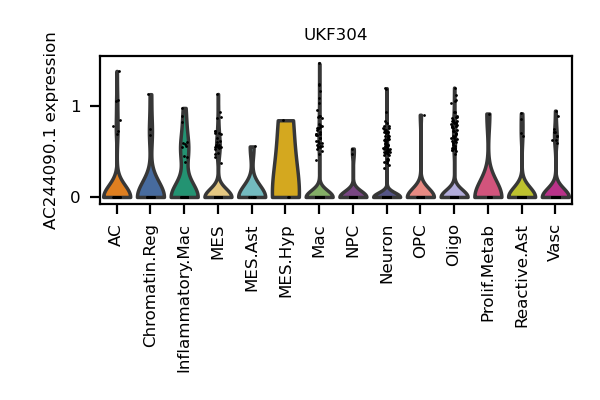 UKF304
AC244090.1 expression
1
0
AC
Chromatin.Reg
Inflammatory.Mac
MES
MES.Ast
MES.Hyp
Mac
NPC
Neuron
OPC
Oligo
Prolif.Metab
Reactive.Ast
Vasc